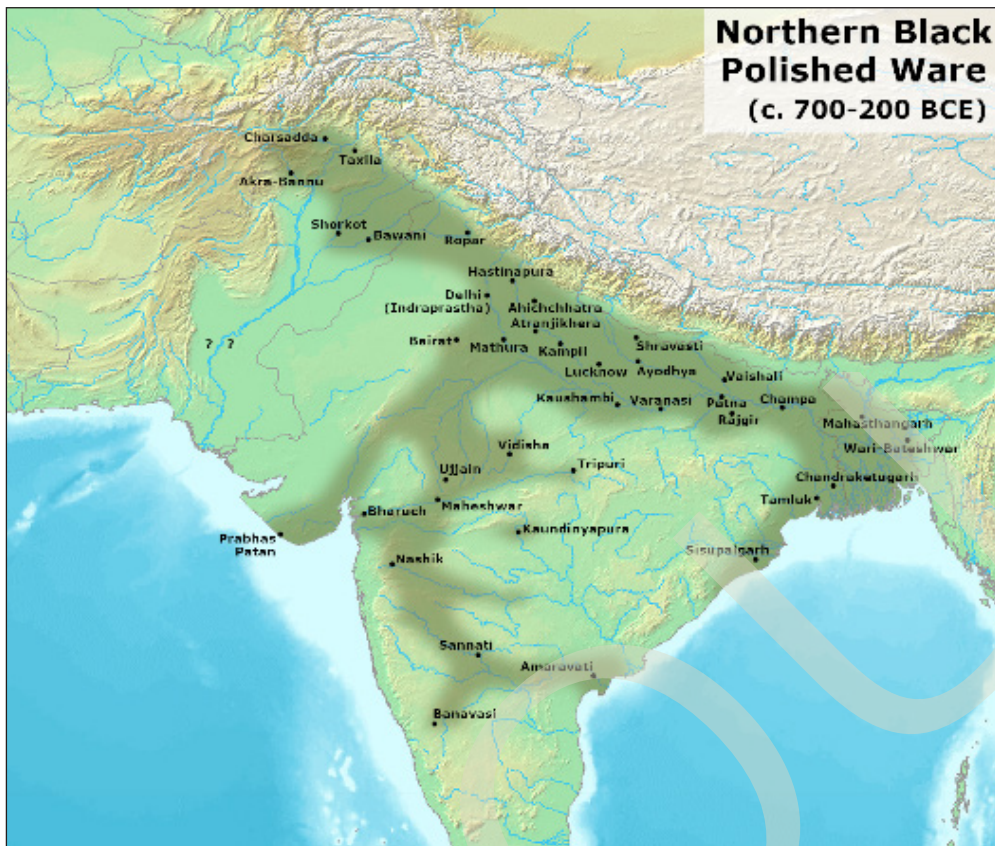 Northern Black
Polished Ware
(c. 700-200 BCE)
Charsadda
Taxila
Akra-Bannu
Shorkot
Bawani
Ropar
Hastinapura
Delhi
(Indraprastha)
Ahichchhatra
Atranjikhera
Bairat
Mathura
Kampil
Shravasti
? ?
Lucknow
Ayodhya
Vaishali
Kaushambi
Varanasi
Patna
Champa
Rajgir
Mahasthangarh
Wari-Bateshwar
Vidisha
Ujjain
Tripuri
Chandraketugarh
Tamluk
Maheshwar
Bharuch
Kaundinyapura
Prabhas
Patan
Nashik
Sisupalgarh
Sannati
Amaravati
Banavasi